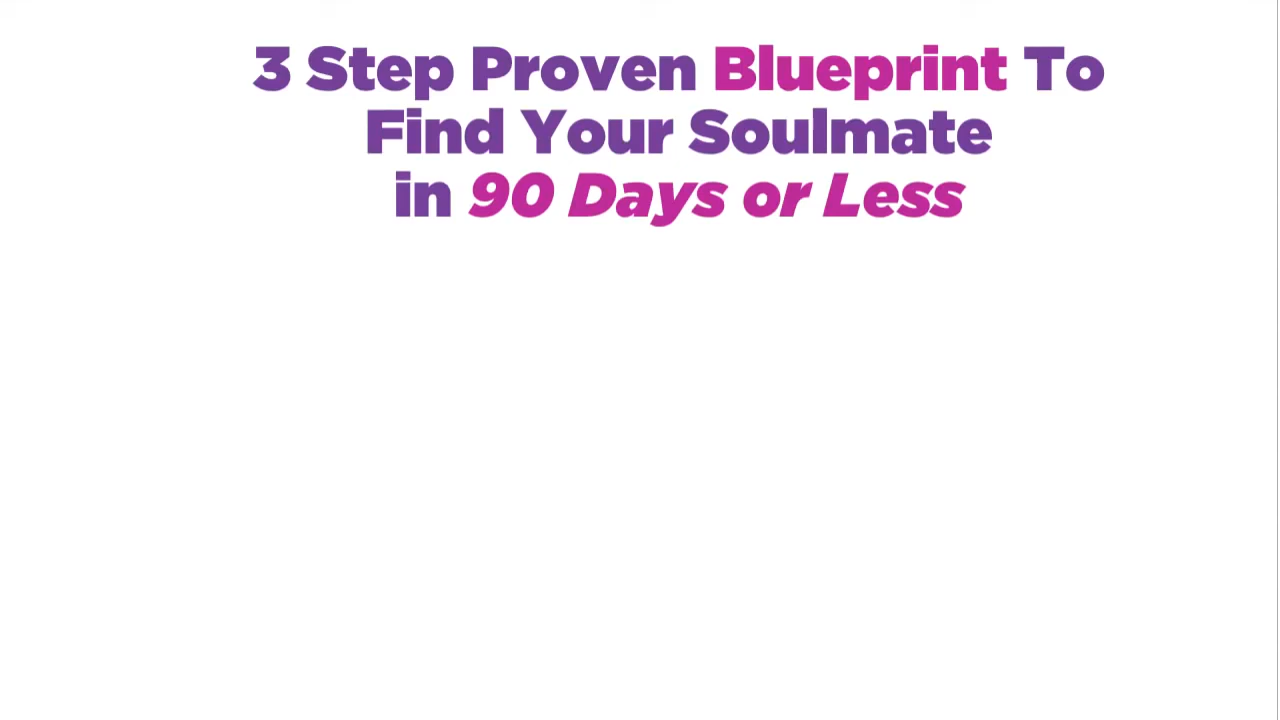 3 Step Proven Blueprint To
Find Your Soulmate
in 90 Days or Less